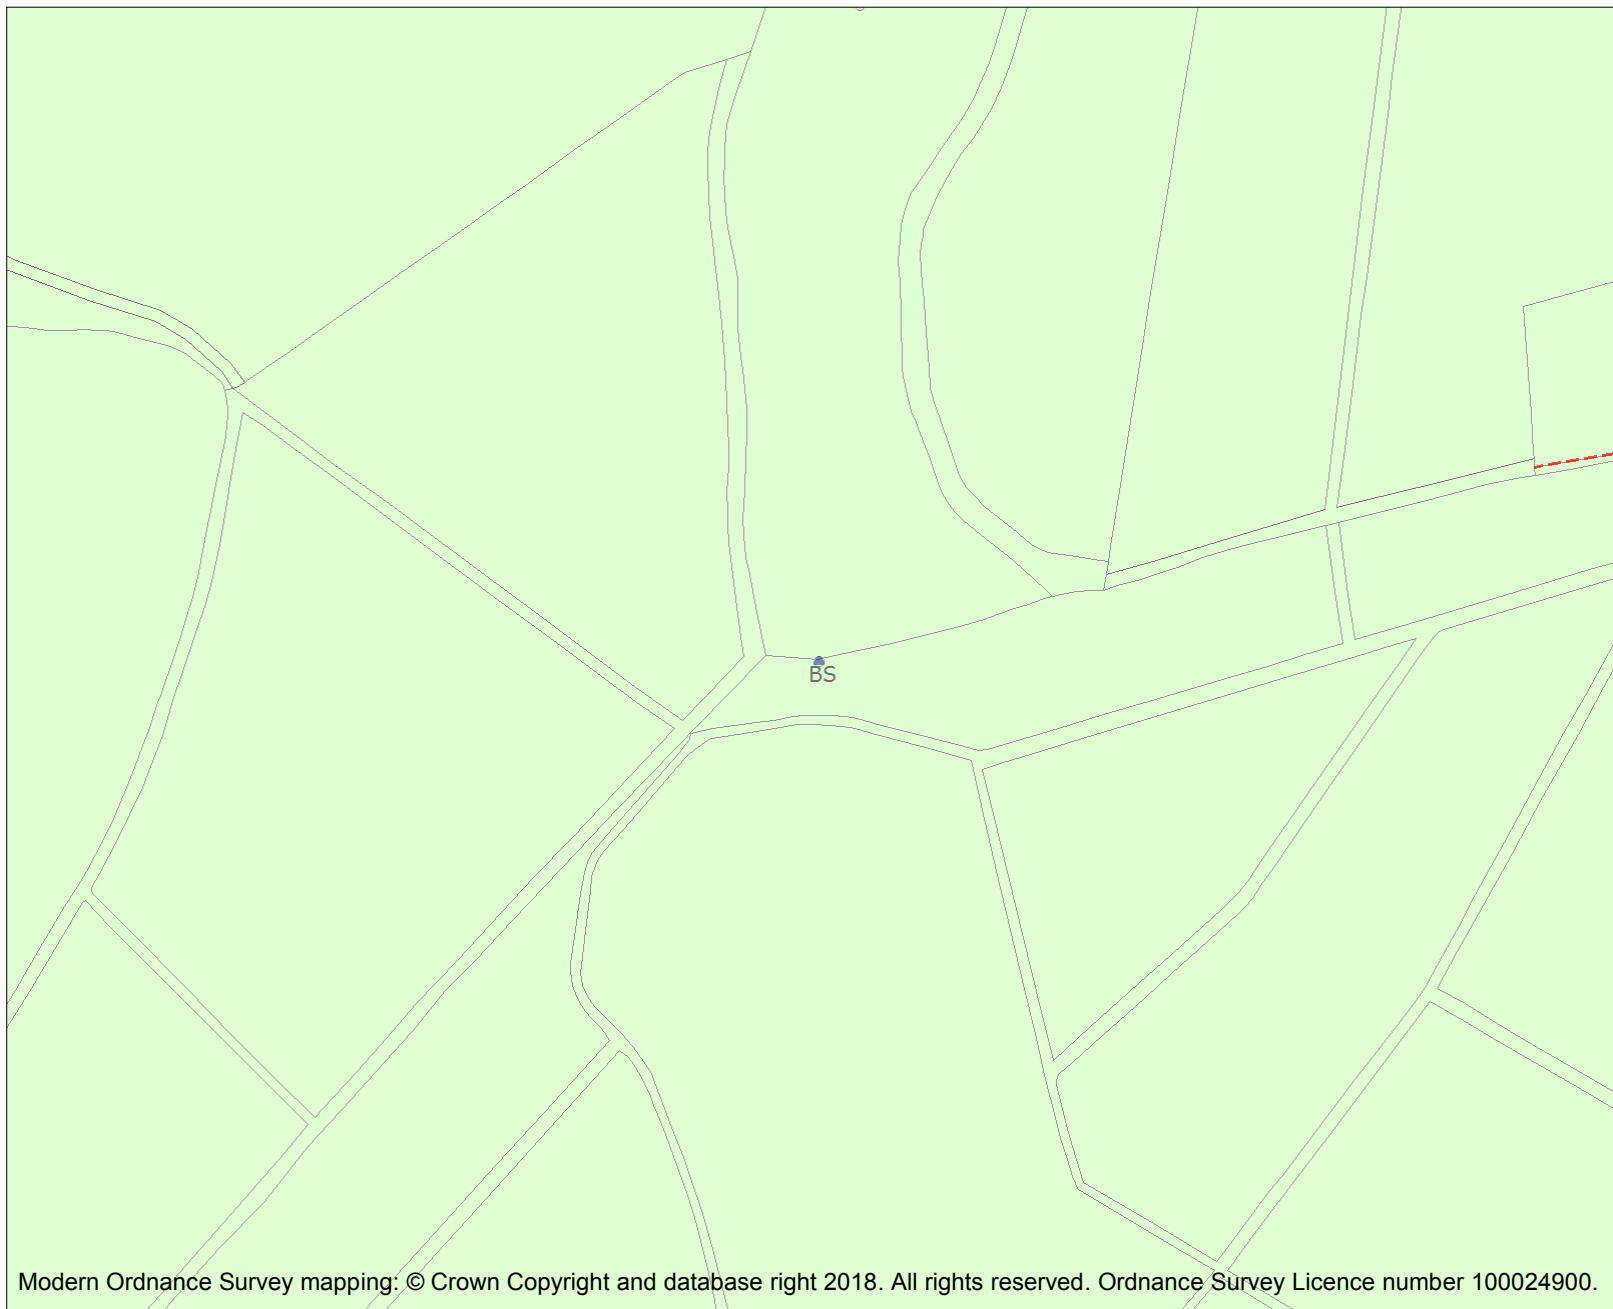 BS
Modern Ordnance Survey mapping: © Crown Copyright and database right 2018. All rights reserved. Ordnance Survey Licence number 100024900.